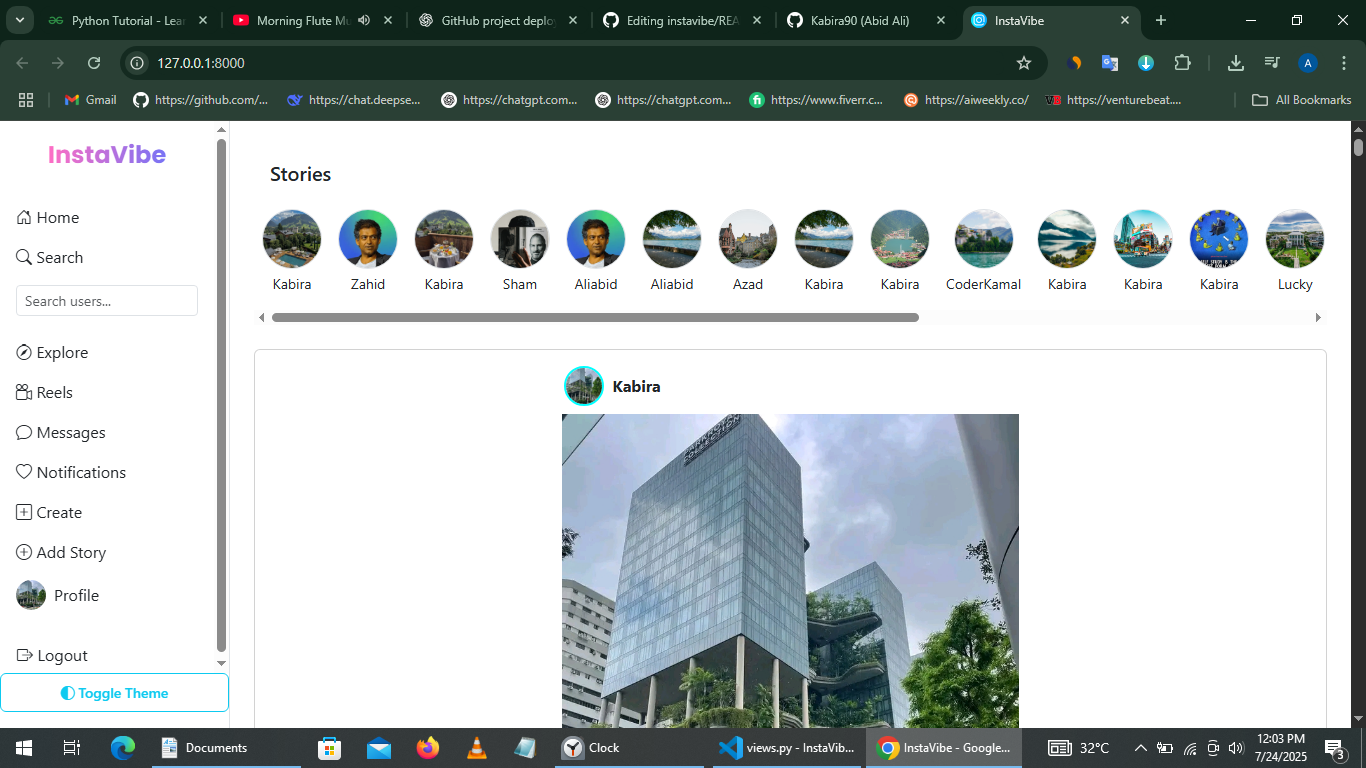 Python Tutorial - Lear
Morning Flute Mu
GitHub project deploy
Editing instavibe/REA
Kabira90 (Abid Ali)
InstaVibe
127.0.0.1:8000
A
Gmail
https://github.com/...
https://chat.deepse...
https://chatgpt.com...
https://chatgpt.com...
https://www.fiverr.c...
https://aiweekly.co/
https://venturebeat....
All Bookmarks
InstaVibe
Home
Search
Search users...
Explore
Reels
Messages
Notifications
Create
Add Story
Profile
Logout
Toggle Theme
Stories
Kabira
Zahid
Kabira
Sham
Aliabid
Aliabid
Azad
Kabira
Kabira
CoderKamal
Kabira
Kabira
Kabira
Lucky
Kabira
Documents
Clock
views.py - InstaVib...
InstaVibe - Google...
32°C
12:03 PM
7/24/2025
3